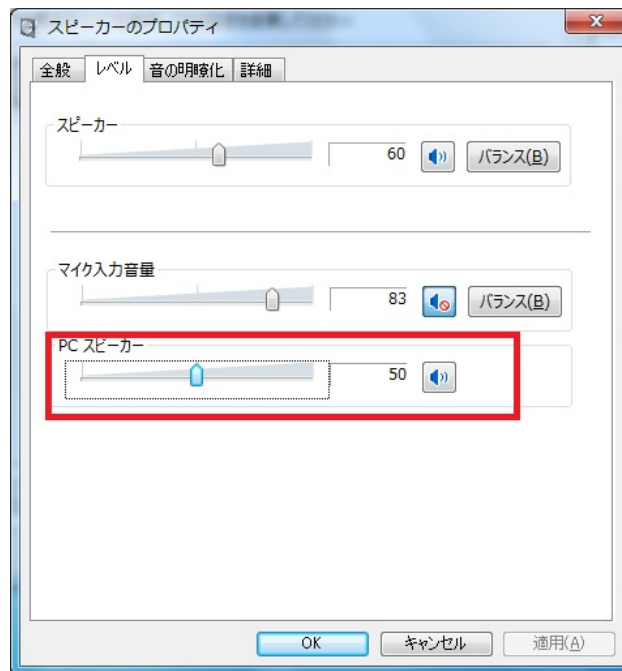 スピーカーのプロパティ
全般 レベル 音の明瞭化 詳細
スピーカー
60 バランス(B)
マイク入力音量
83 バランス(B)
PC スピーカー
50
OK キャンセル 適用(A)